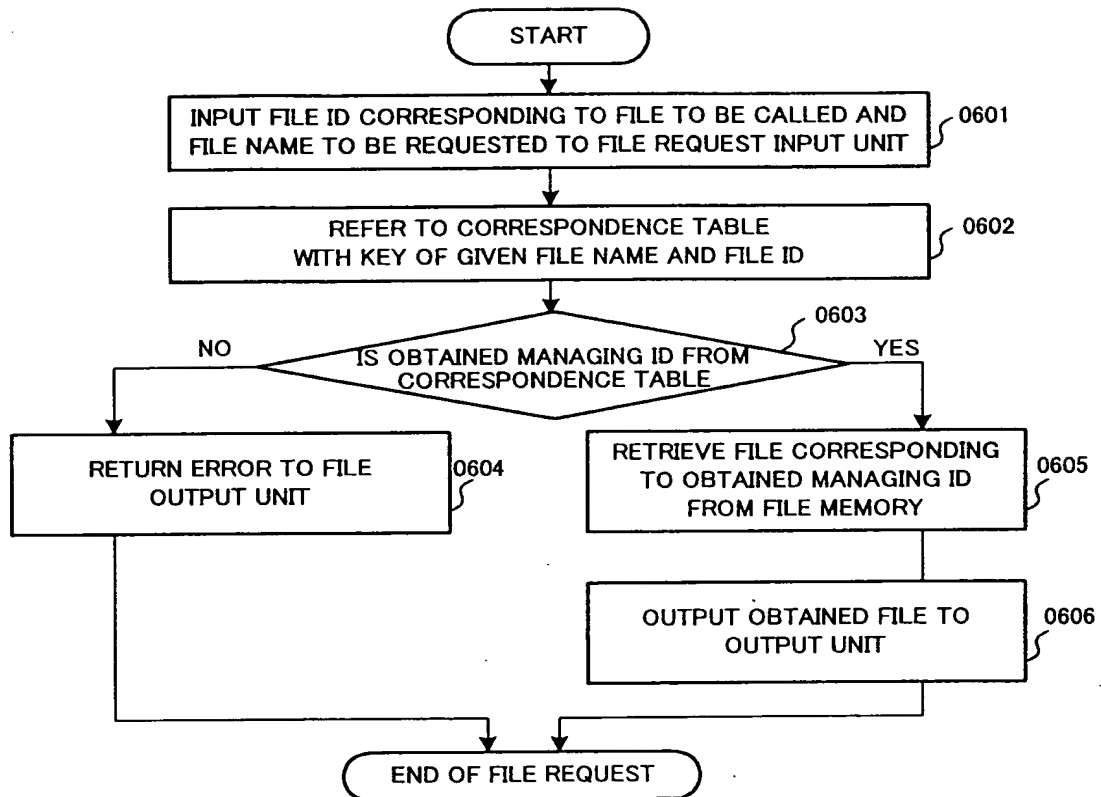 START
INPUT FILE ID CORRESPONDING TO FILE TO BE CALLED AND
FILE NAME TO BE REQUESTED TO FILE REQUEST INPUT UNIT
0601
REFER TO CORRESPONDENCE TABLE
WITH KEY OF GIVEN FILE NAME AND FILE ID
0602
0603
NO
YES
IS OBTAINED MANAGING ID FROM
CORRESPONDENCE TABLE
RETURN ERROR TO FILE
OUTPUT UNIT
0604
RETRIEVE FILE CORRESPONDING
TO OBTAINED MANAGING ID
FROM FILE MEMORY
0605
OUTPUT OBTAINED FILE TO
OUTPUT UNIT
0606
END OF FILE REQUEST